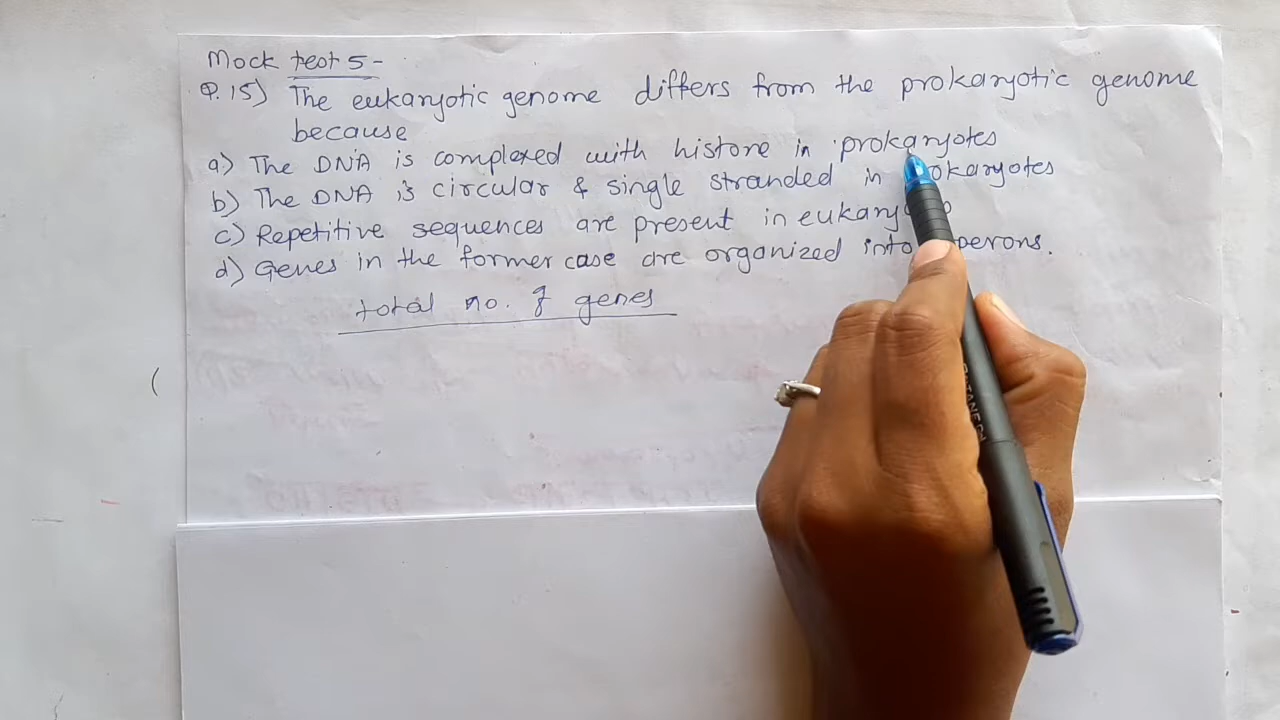 Mock test 5-
Q.15) The eukaryotic genome differs from the prokaryotic genome
because
a) The DNA is complexed with histone in prokaryotes
b) The DNA is circular & single stranded in prokaryotes
c) Repetitive sequences are present in
d) Genes in the former case are organized into operons.
total no. of genes